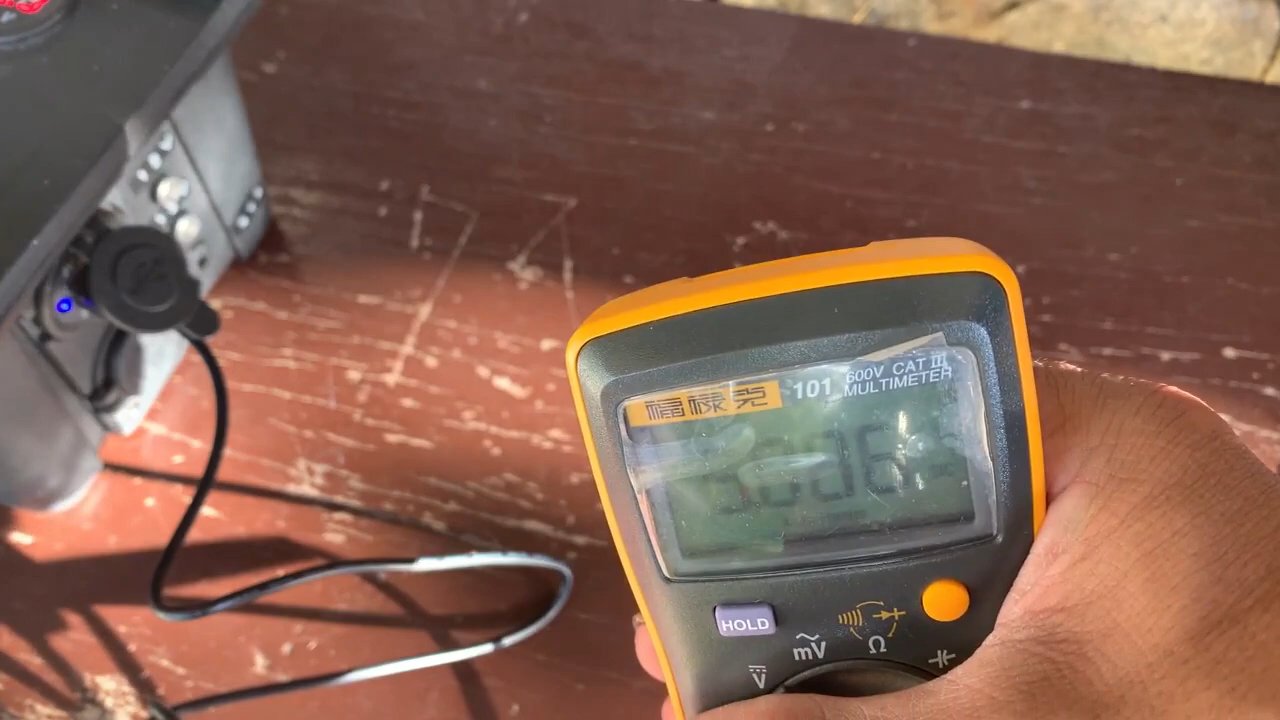 福禄克 101 600V CAT III
MULTIMETER
HOLD
mV
Ω
V